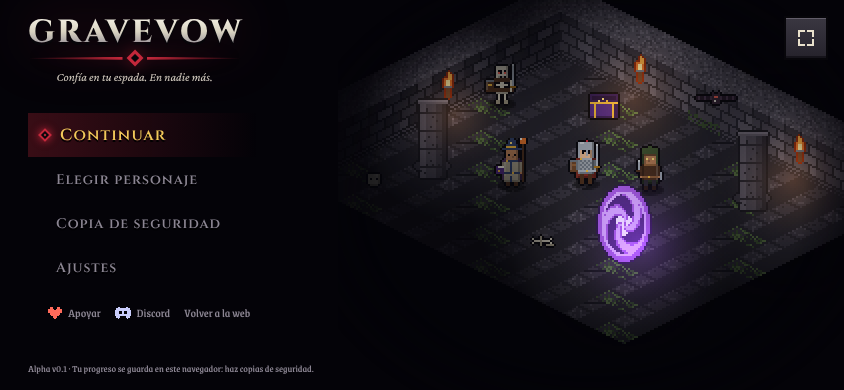 GRAVEVOW
Confía en tu espada. En nadie más.
Continuar
Elegir personaje
Copia de seguridad
Ajustes
Apoyar Discord Volver a la web
Alpha v0.1 · Tu progreso se guarda en este navegador: haz copias de seguridad.